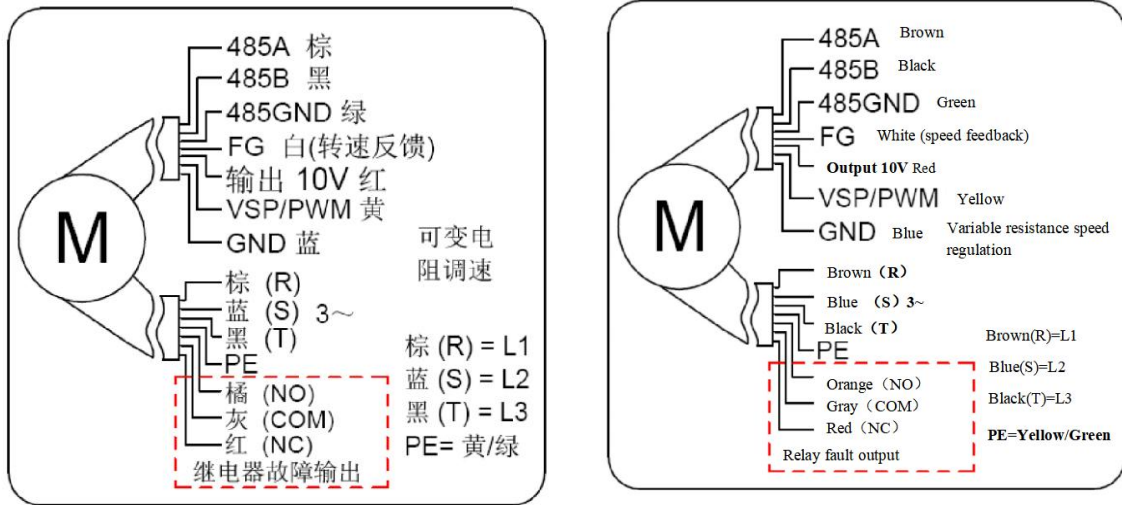 485A 棕
485B 黑
485GND 绿
FG 白(转速反馈)
输出 10V 红
VSP/PWM 黄
GND 蓝
可变电
阻调速
M
棕 (R)
蓝 (S) 3～
黑 (T)
PE
橘 (NO)
灰 (COM)
红 (NC)
继电器故障输出
棕 (R) = L1
蓝 (S) = L2
黑 (T) = L3
PE= 黄/绿
485A Brown
485B Black
485GND Green
FG White (speed feedback)
Output 10V Red
VSP/PWM Yellow
GND Blue
Variable resistance speed
regulation
M
Brown（R）
Blue （S）3~
Black（T）
PE
Orange（NO）
Gray（COM）
Red（NC）
Relay fault output
Brown(R)=L1
Blue(S)=L2
Black(T)=L3
PE=Yellow/Green